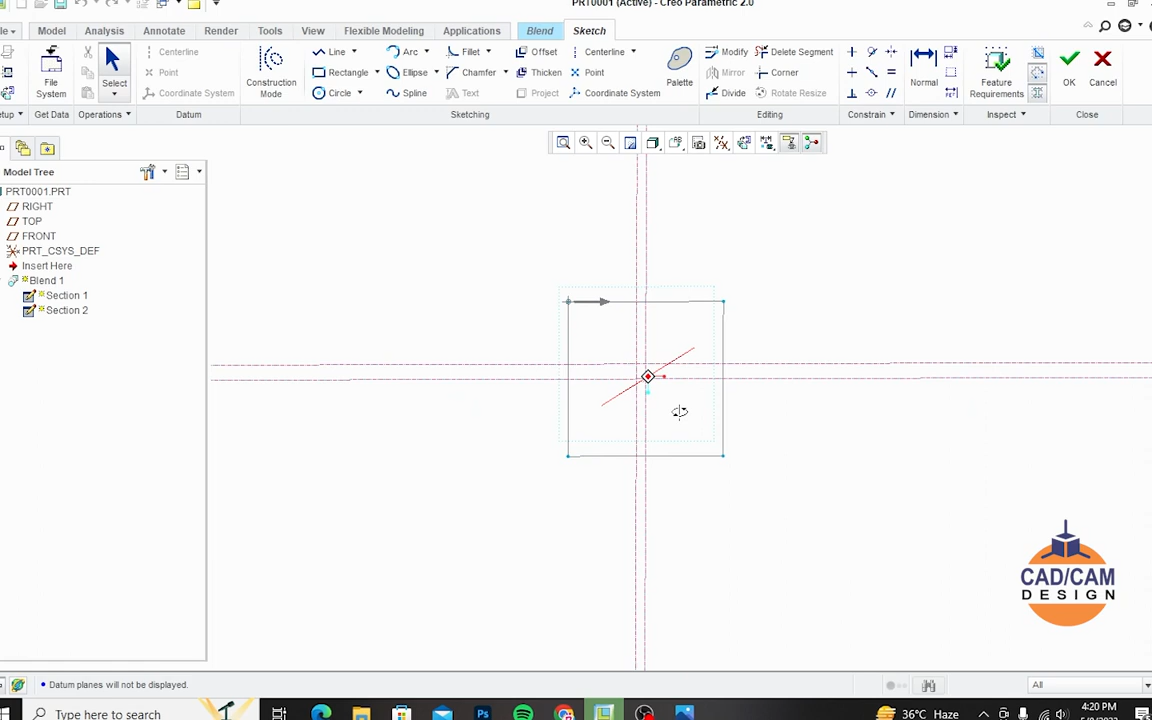 PRT0001 (Active) - Creo Parametric 2.0
Model Analysis Annotate Render Tools View Flexible Modeling Applications Blend Sketch
Centerline Line Arc Fillet Offset Centerline Modify Delete Segment
File System Select Point Construction Mode Rectangle Ellipse Chamfer Thicken Point Palette Mirror Corner Normal Feature Requirements OK Cancel
Coordinate System Circle Spline Text Project Coordinate System Divide Rotate Resize
Get Data Operations Datum Sketching Editing Constrain Dimension Inspect Close
Model Tree
PRT0001.PRT
RIGHT
TOP
FRONT
PRT_CSYS_DEF
Insert Here
Blend 1
Section 1
Section 2
CAD/CAM
DESIGN
Datum planes will not be displayed.
All
Type here to search
Ps
36°C Haze
4:20 PM